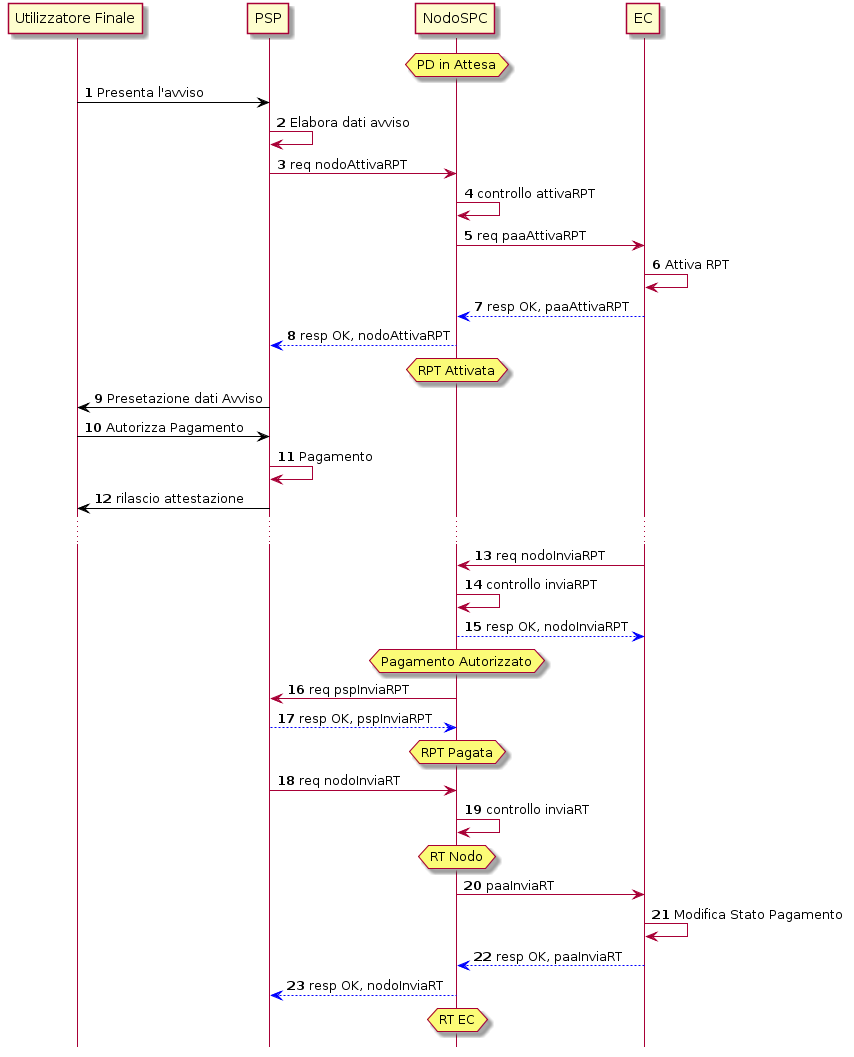 Utilizzatore Finale
PSP
NodoSPC
EC
PD in Attesa
1 Presenta l'avviso
2 Elabora dati avviso
3 req nodoAttivaRPT
4 controllo attivaRPT
5 req paaAttivaRPT
6 Attiva RPT
7 resp OK, paaAttivaRPT
8 resp OK, nodoAttivaRPT
RPT Attivata
9 Presetazione dati Avviso
10 Autorizza Pagamento
11 Pagamento
12 rilascio attestazione
13 req nodoInviaRPT
14 controllo inviaRPT
15 resp OK, nodoInviaRPT
Pagamento Autorizzato
16 req pspInviaRPT
17 resp OK, pspInviaRPT
RPT Pagata
18 req nodoInviaRT
19 controllo inviaRT
RT Nodo
20 paaInviaRT
21 Modifica Stato Pagamento
22 resp OK, paaInviaRT
23 resp OK, nodoInviaRT
RT EC